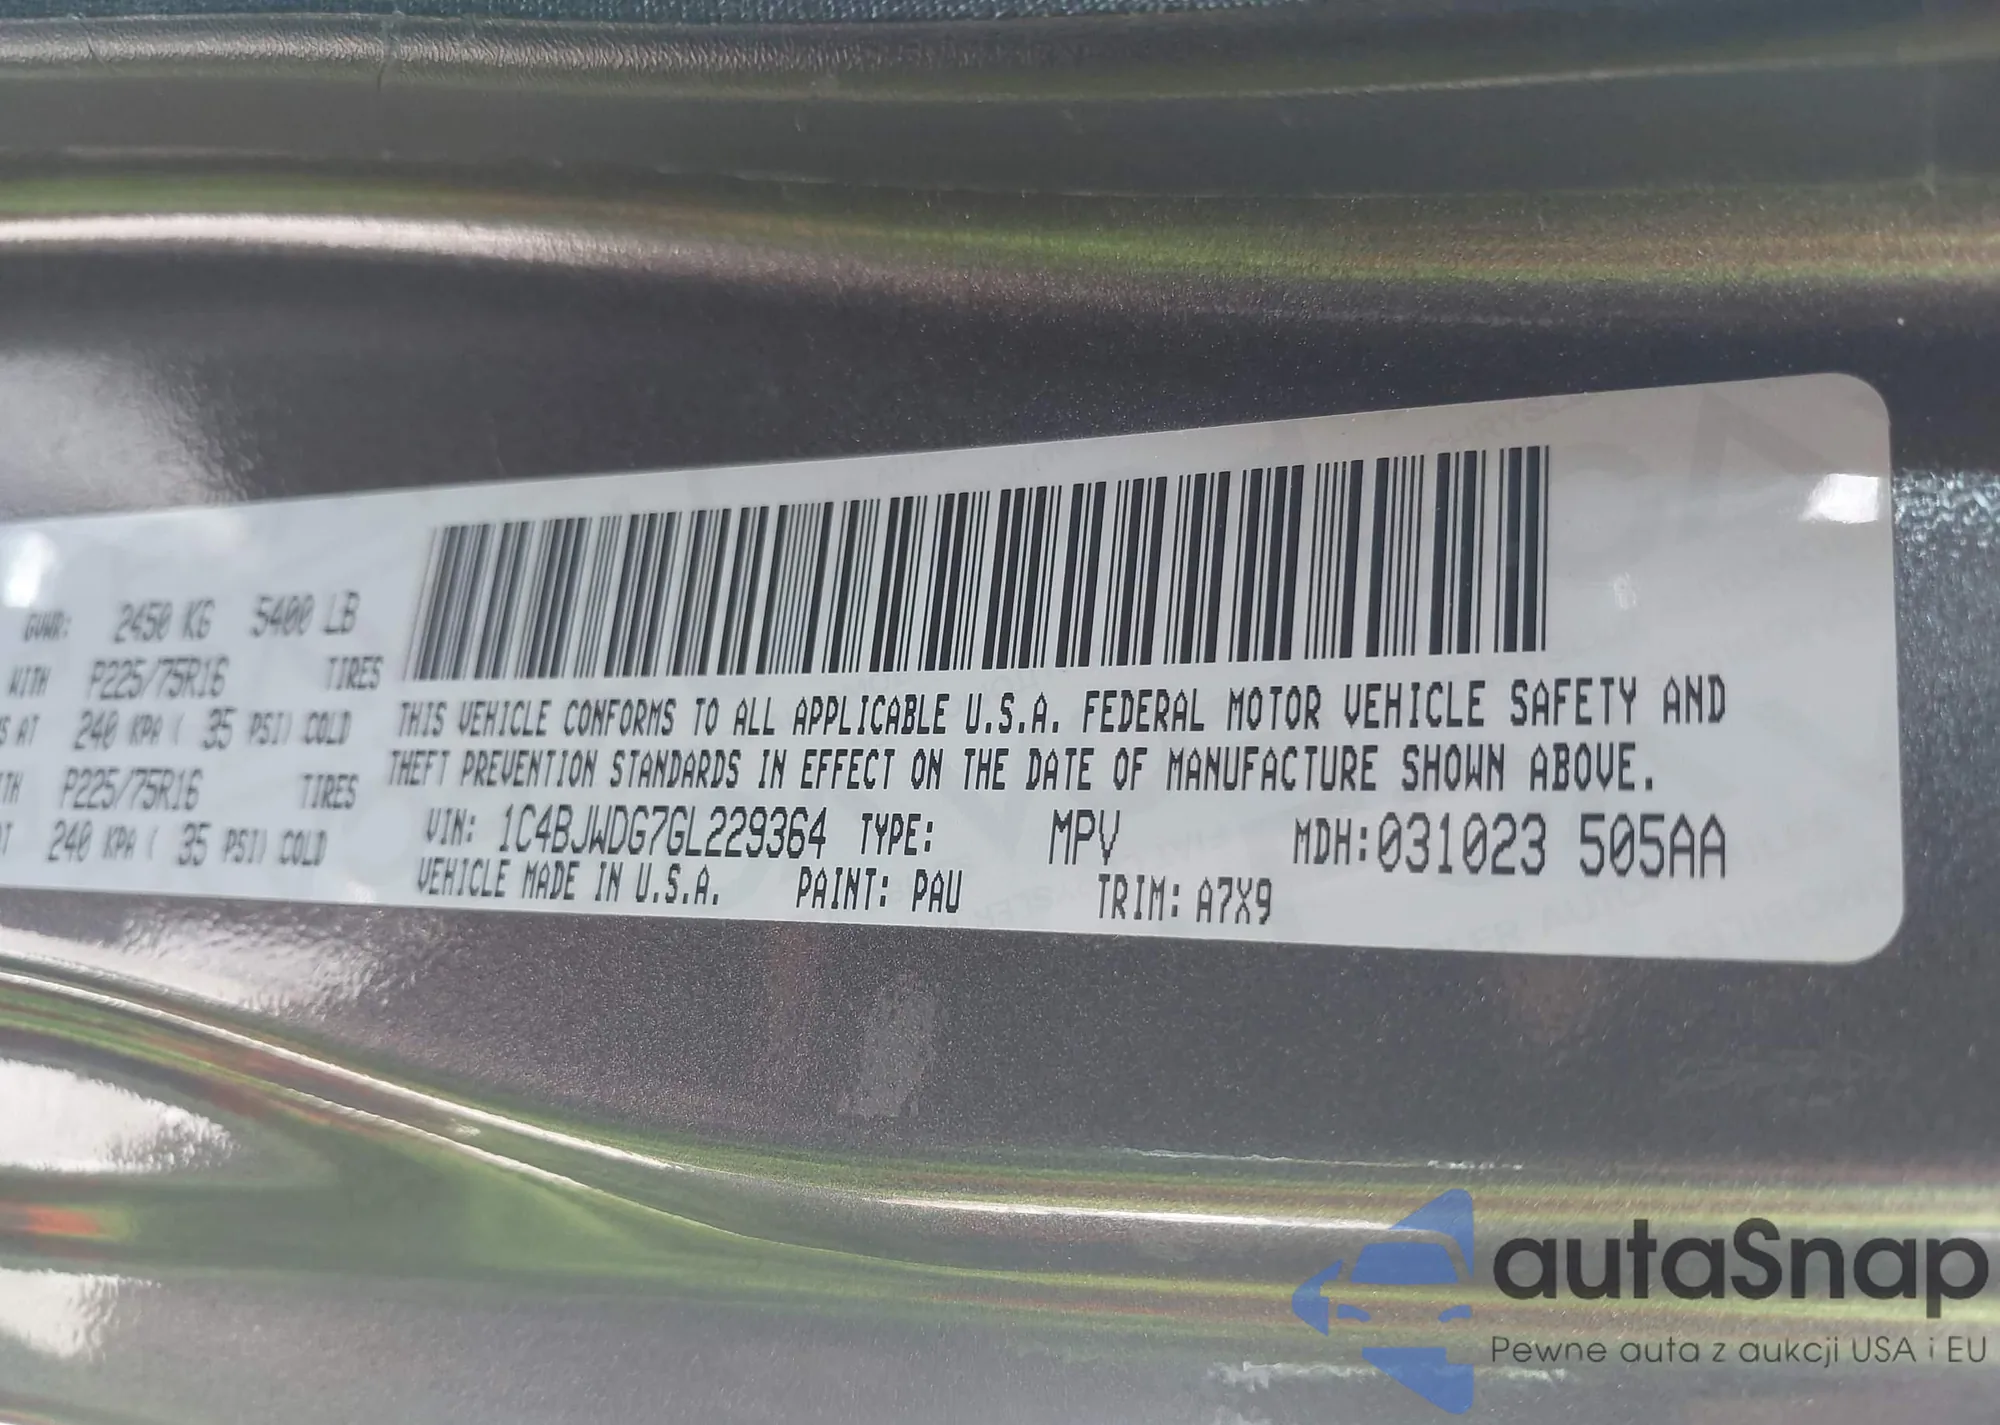 GVWR: 2450 KG 5400 LB
WITH P225/75R16 TIRES
S AT 240 KPA ( 35 PSI) COLD
TH P225/75R16 TIRES
T 240 KPA ( 35 PSI) COLD
THIS VEHICLE CONFORMS TO ALL APPLICABLE U.S.A. FEDERAL MOTOR VEHICLE SAFETY AND
THEFT PREVENTION STANDARDS IN EFFECT ON THE DATE OF MANUFACTURE SHOWN ABOVE.
VIN: 1C4BJWDG7GL229364 TYPE: MPV MDH:031023 505AA
VEHICLE MADE IN U.S.A. PAINT: PAU TRIM: A7X9
autaSnap
Pewne auta z aukcji USA i EU